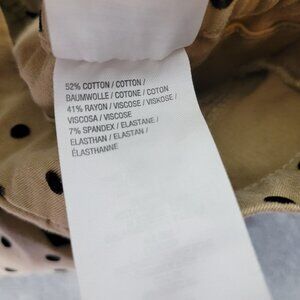 52% COTTON / COTTON /
BAUMWOLLE / COTONE / COTON
41% RAYON / VISCOSE / VISKOSE /
VISCOSA / VISCOSE
7% SPANDEX / ELASTANE /
ELASTHAN / ELASTAN /
ÉLASTHANNE